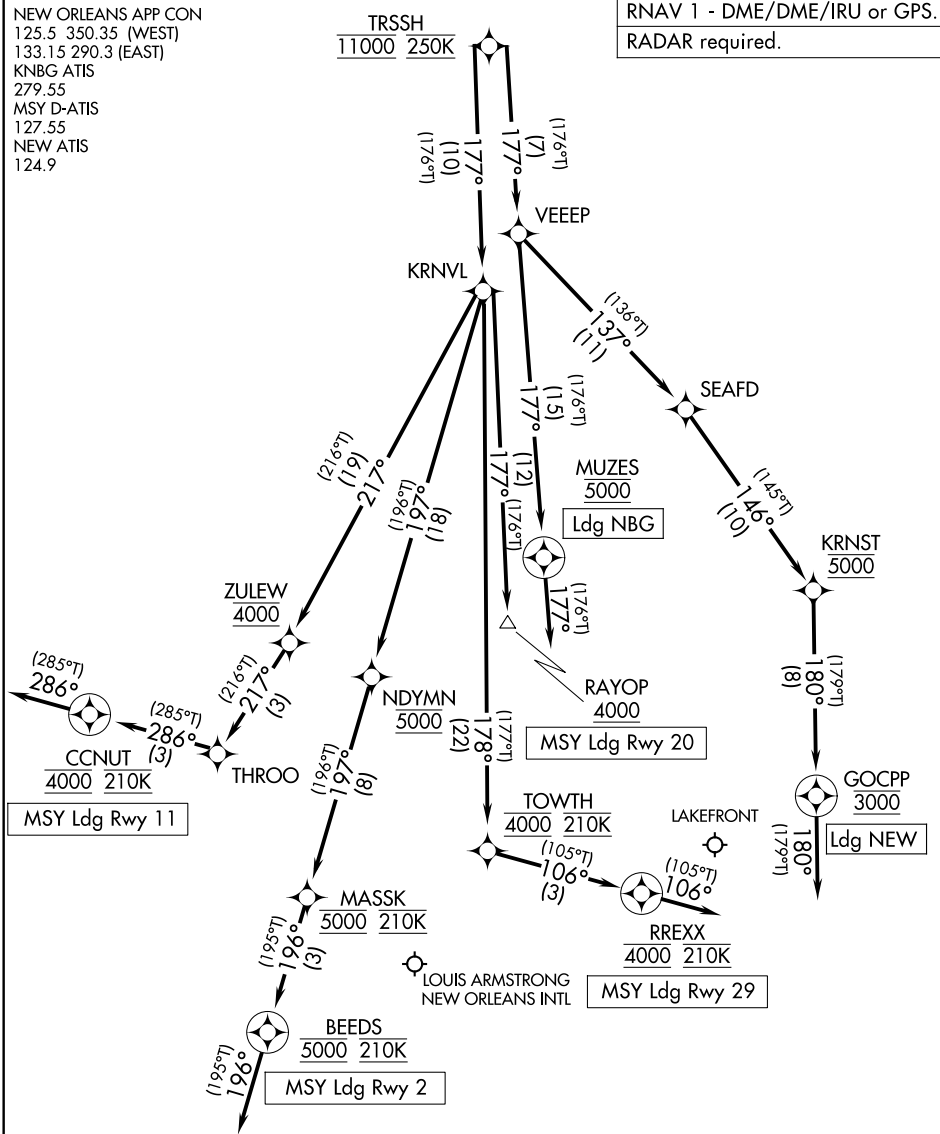 NEW ORLEANS APP CON
125.5 350.35 (WEST)
133.15 290.3 (EAST)
KNBG ATIS
279.55
MSY D-ATIS
127.55
NEW ATIS
124.9
RNAV 1 - DME/DME/IRU or GPS.
RADAR required.
TRSSH
11000 250K
(176°T)
(10)
177°
177°
(7)
(176°T)
VEEEP
KRNVL
(136°T)
137°
(11)
SEAFD
(216°T)
(19)
217°
(196°T)
197°
(18)
177°
(12)
(176°T)
177°
(15)
(176°T)
MUZES
5000
Ldg NBG
177°
(176°T)
(145°T)
146°
(10)
KRNST
5000
ZULEW
4000
(216°T)
217°
(3)
(285°T)
286°
(285°T)
286°
(3)
CCNUT
4000 210K
MSY Ldg Rwy 11
THROO
NDYMN
5000
(196°T)
197°
(8)
178°
(22)
(177°T)
RAYOP
4000
MSY Ldg Rwy 20
180°
(8)
(179°T)
GOCPP
3000
Ldg NEW
180°
(179°T)
TOWTH
4000 210K
(105°T)
106°
(3)
LAKEFRONT
(105°T)
106°
RREXX
4000 210K
MSY Ldg Rwy 29
MASSK
5000 210K
(195°T)
196°
(3)
LOUIS ARMSTRONG
NEW ORLEANS INTL
BEEDS
5000 210K
MSY Ldg Rwy 2
(195°T)
196°